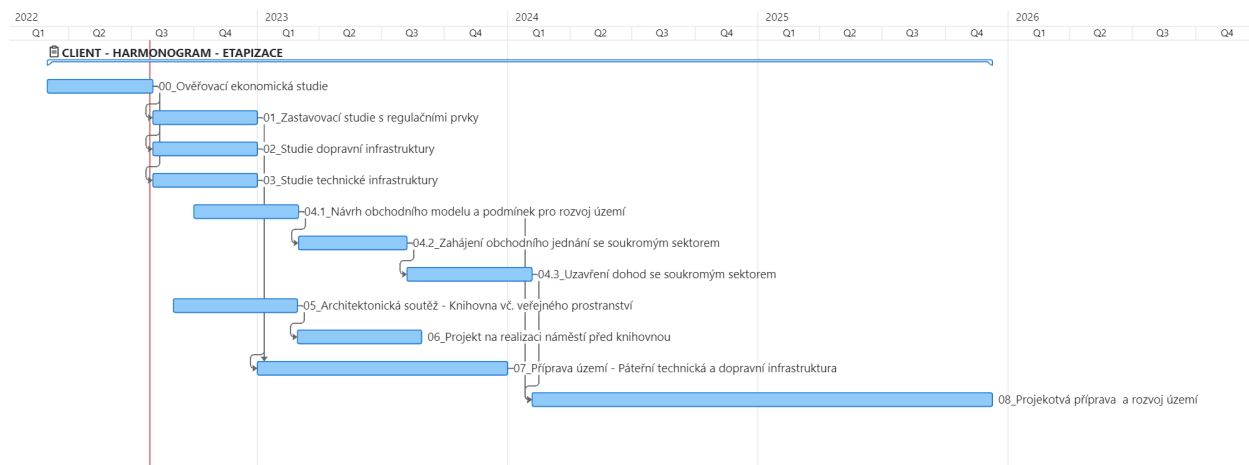 2022 2023 2024 2025 2026
Q1 Q2 Q3 Q4 Q1 Q2 Q3 Q4 Q1 Q2 Q3 Q4 Q1 Q2 Q3 Q4 Q1 Q2 Q3 Q4
CLIENT - HARMONOGRAM - ETAPIZACE
00_Ověřovací ekonomická studie
01_Zastavovací studie s regulačními prvky
02_Studie dopravní infrastruktury
03_Studie technické infrastruktury
04.1_Návrh obchodního modelu a podmínek pro rozvoj území
04.2_Zahájení obchodního jednání se soukromým sektorem
04.3_Uzavření dohod se soukromým sektorem
05_Architektonická soutěž - Knihovna vč. veřejného prostranství
06_Projekt na realizaci náměstí před knihovnou
07_Příprava území - Páteřní technická a dopravní infrastruktura
08_Projekotvá příprava a rozvoj území